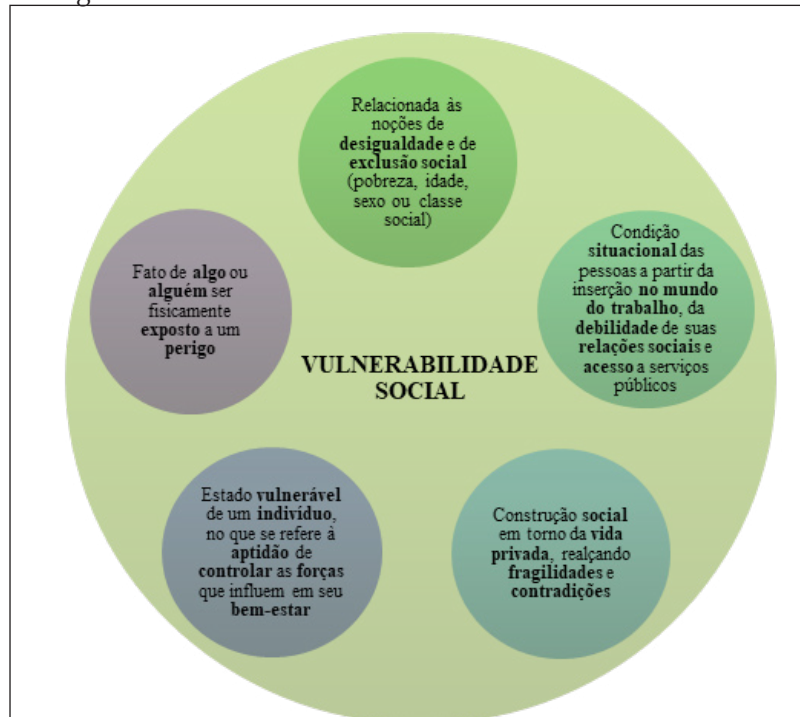 Relacionada às
noções de
desigualdade e de
exclusão social
(pobreza, idade,
sexo ou classe
social)
Fato de algo ou
alguém ser
fisicamente
exposto a um
perigo
Condição
situacional das
pessoas a partir da
inserção no mundo
do trabalho, da
debilidade de suas
relações sociais e
acesso a serviços
públicos
VULNERABILIDADE
SOCIAL
Estado vulnerável
de um indivíduo,
no que se refere à
aptidão de
controlar as forças
que influem em seu
bem-estar
Construção social
em torno da vida
privada, realçando
fragilidades e
contradições